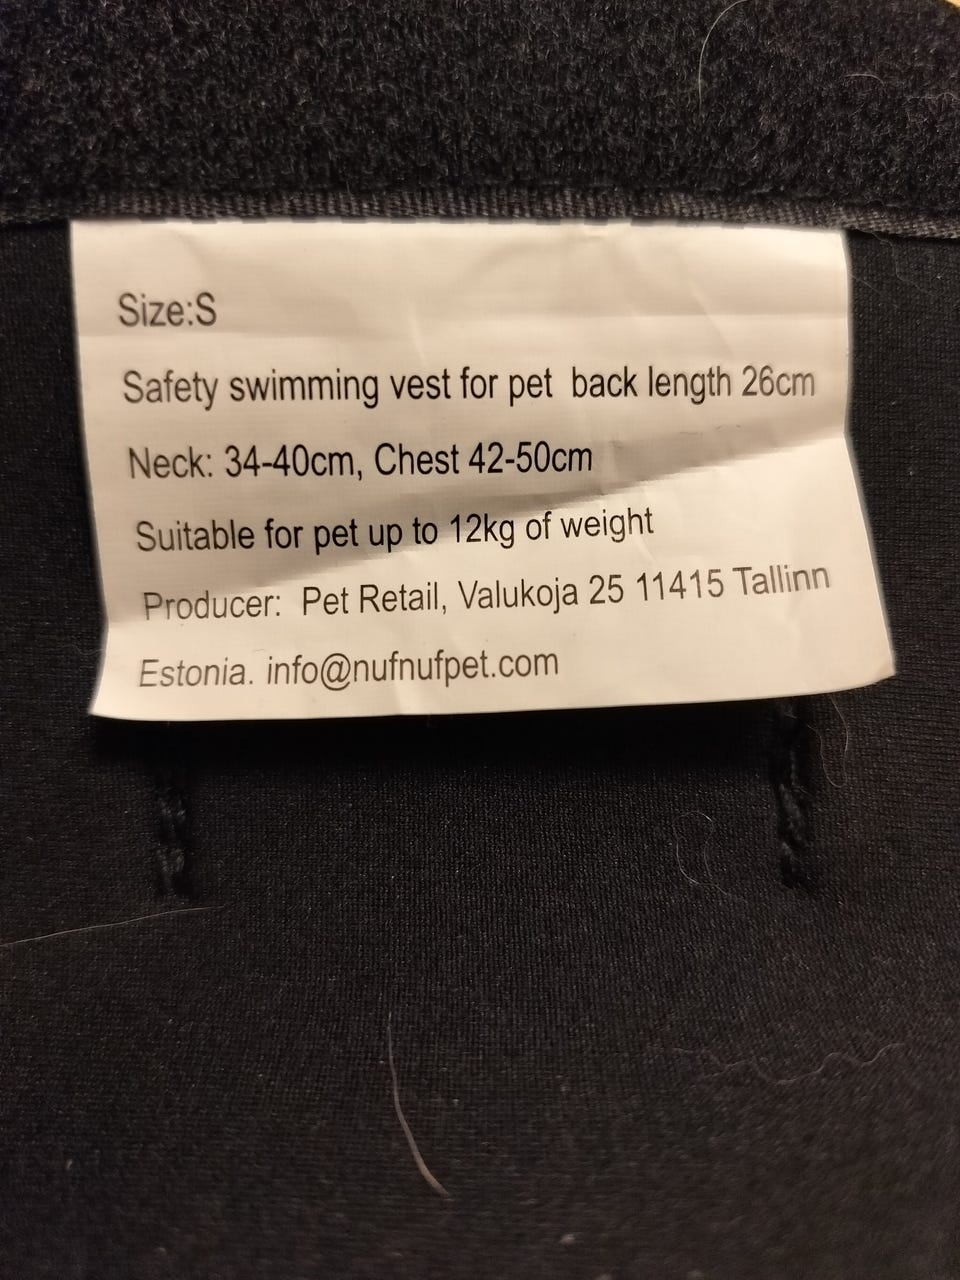 Size:S
Safety swimming vest for pet  back length 26cm
Neck: 34-40cm, Chest 42-50cm
Suitable for pet up to 12kg of weight
Producer:  Pet Retail, Valukoja 25 11415 Tallinn
Estonia. info@nufnufpet.com